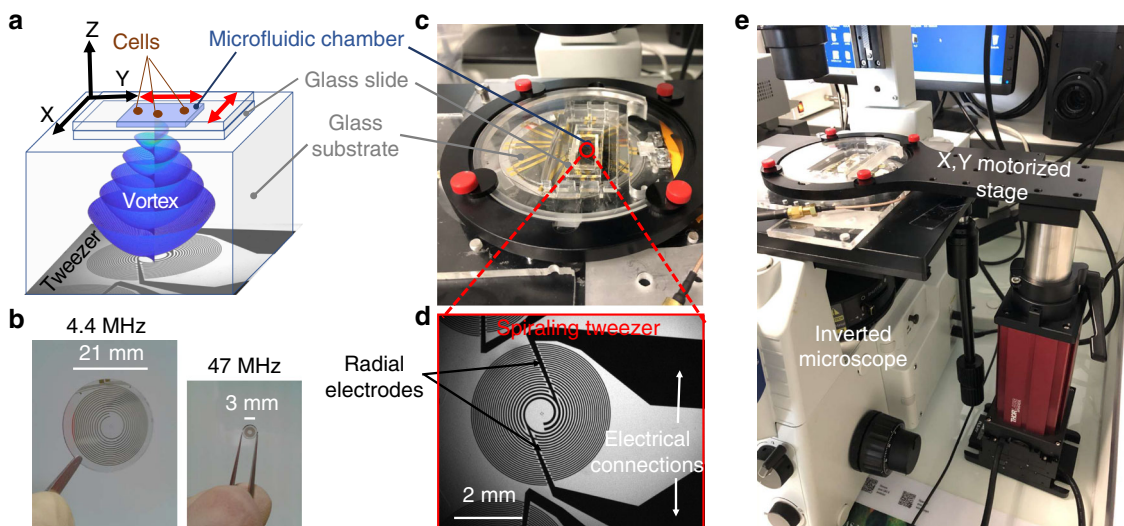 a
Z
Y
X
Cells
Microfluidic chamber
Glass slide
Glass
substrate
Vortex
Tweezer
b
4.4 MHz
21 mm
47 MHz
3 mm
c
d
Spiraling tweezer
Radial
electrodes
Electrical
connections
2 mm
e
X,Y motorized
stage
Inverted
microscope